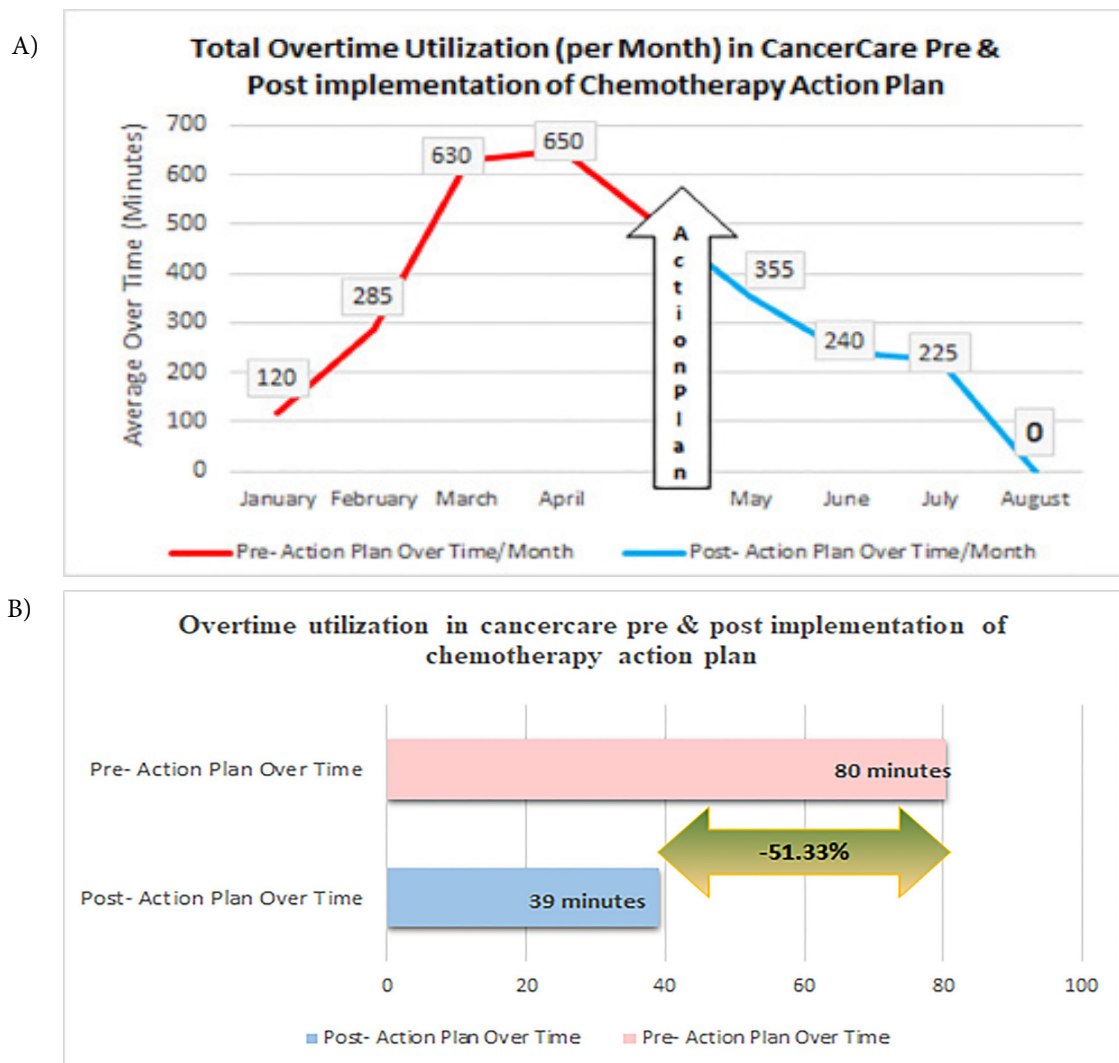 A)
Total Overtime Utilization (per Month) in CancerCare Pre &
Post implementation of Chemotherapy Action Plan
Average Over Time (Minutes)
700
600
500
400
300
200
100
0
120
285
630
650
355
240
225
0
ActionPlan
January February March April May June July August
Pre- Action Plan Over Time/Month Post- Action Plan Over Time/Month
B)
Overtime utilization in cancercare pre & post implementation of
chemotherapy action plan
Pre- Action Plan Over Time
80 minutes
-51.33%
Post- Action Plan Over Time
39 minutes
0 20 40 60 80 100
Post- Action Plan Over Time Pre- Action Plan Over Time